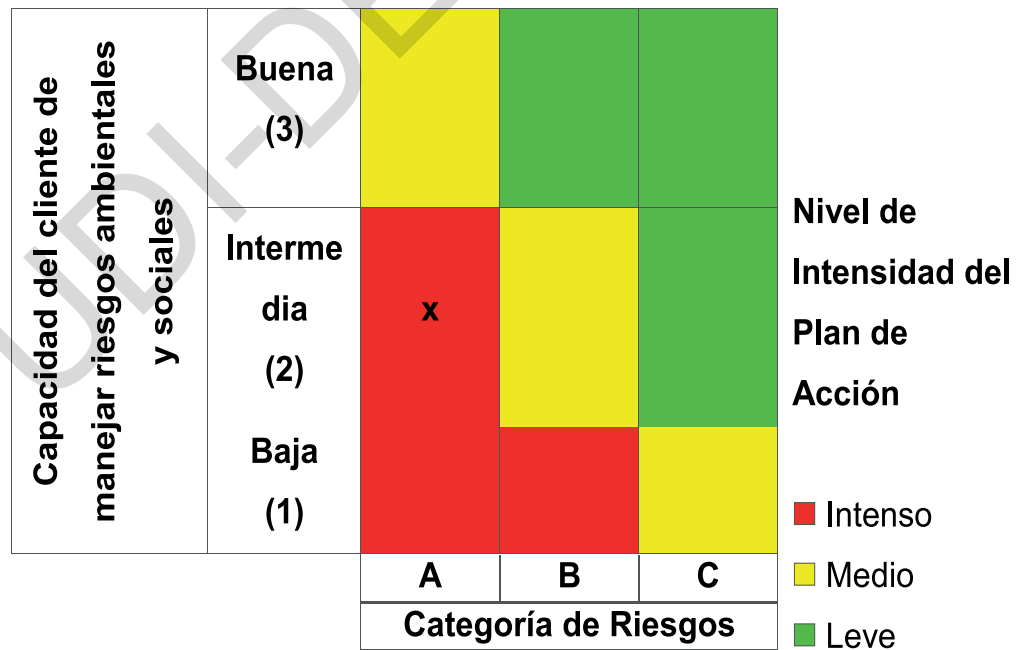 Capacidad del cliente de
manejar riesgos ambientales
y sociales
Buena
(3)
Interme
dia
(2)
Baja
(1)
x
A B C
Categoría de Riesgos
Nivel de
Intensidad del
Plan de
Acción
Intenso
Medio
Leve